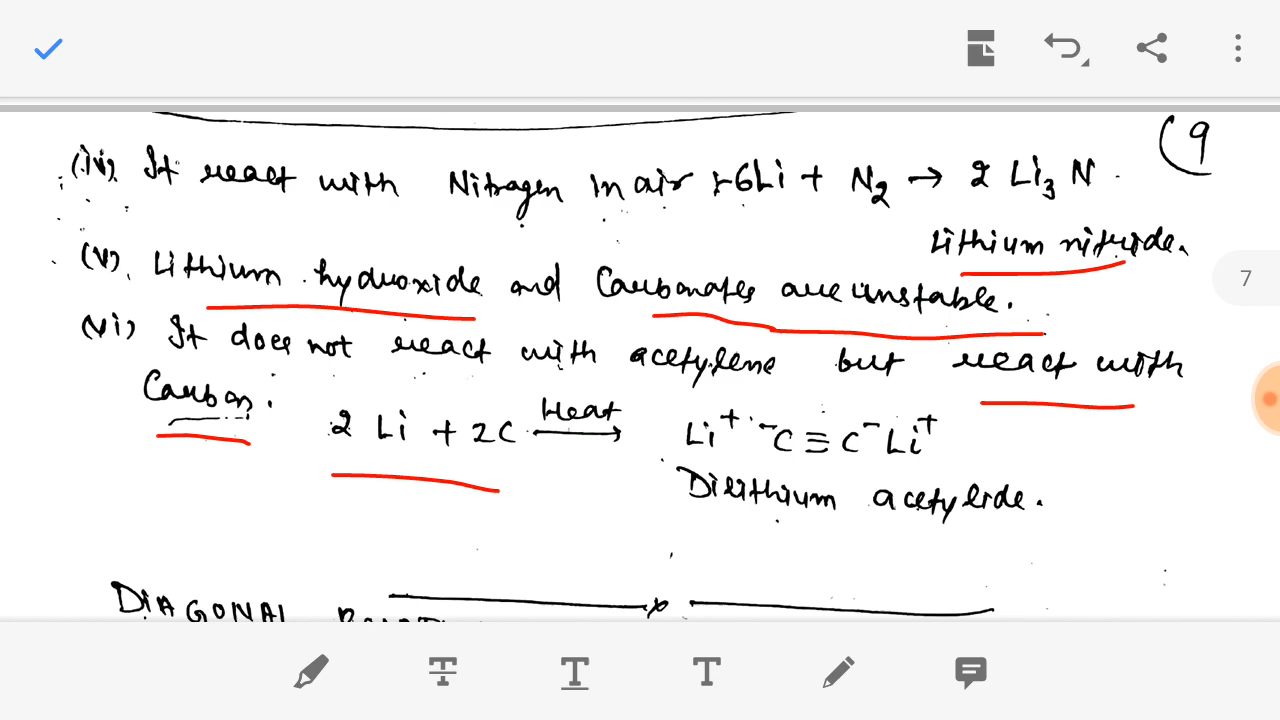 (9
(iv). It react with Nitrogen in air :- 6Li + N₂ → 2 Li₃N.
Lithium nitride.
(v). Lithium hydroxide and Carbonates are unstable.
7
(vi) It does not react with acetylene but react with
Carbon.
2 Li + 2C Heat→ Li⁺ ⁻C≡C⁻Li⁺
Dilithium acetylide.
DIAGONAL
T T T